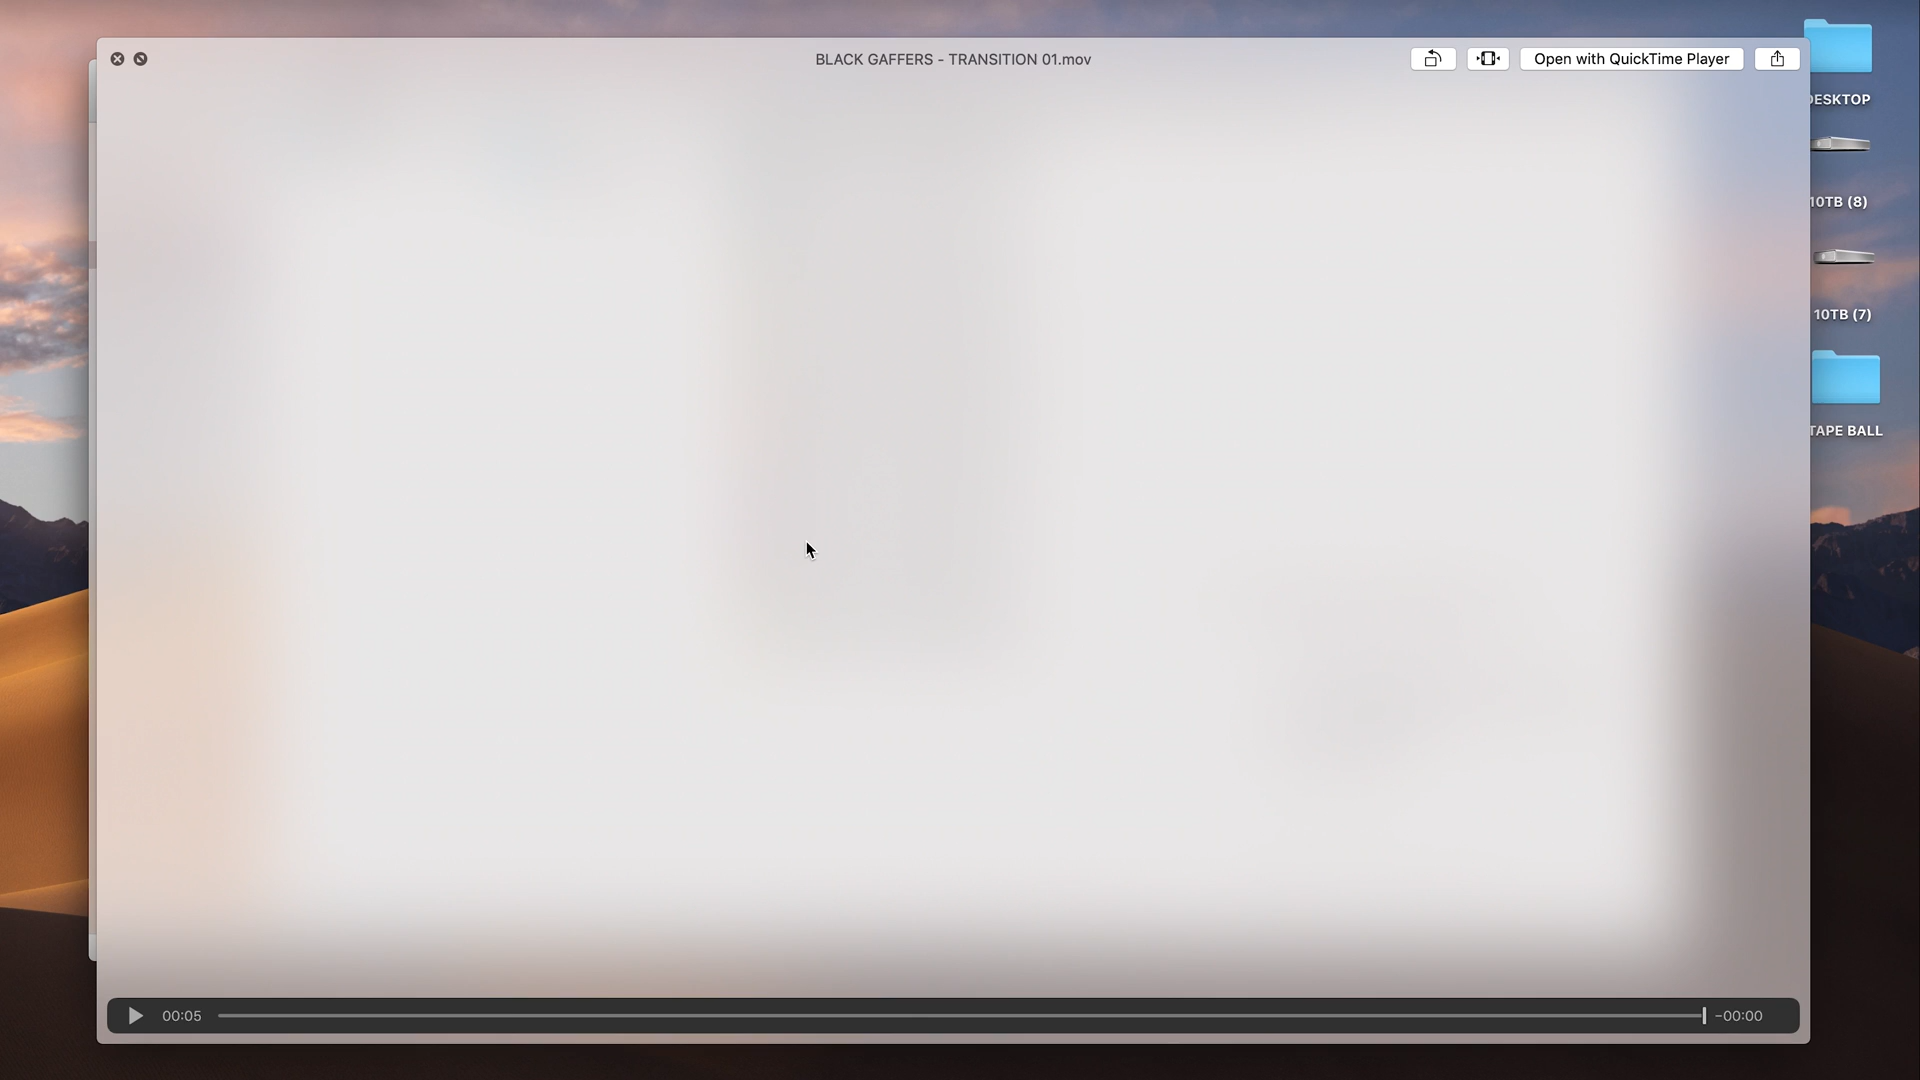 BLACK GAFFERS - TRANSITION 01.mov
Open with QuickTime Player
DESKTOP
10TB (8)
10TB (7)
TAPE BALL
00:05
-00:00